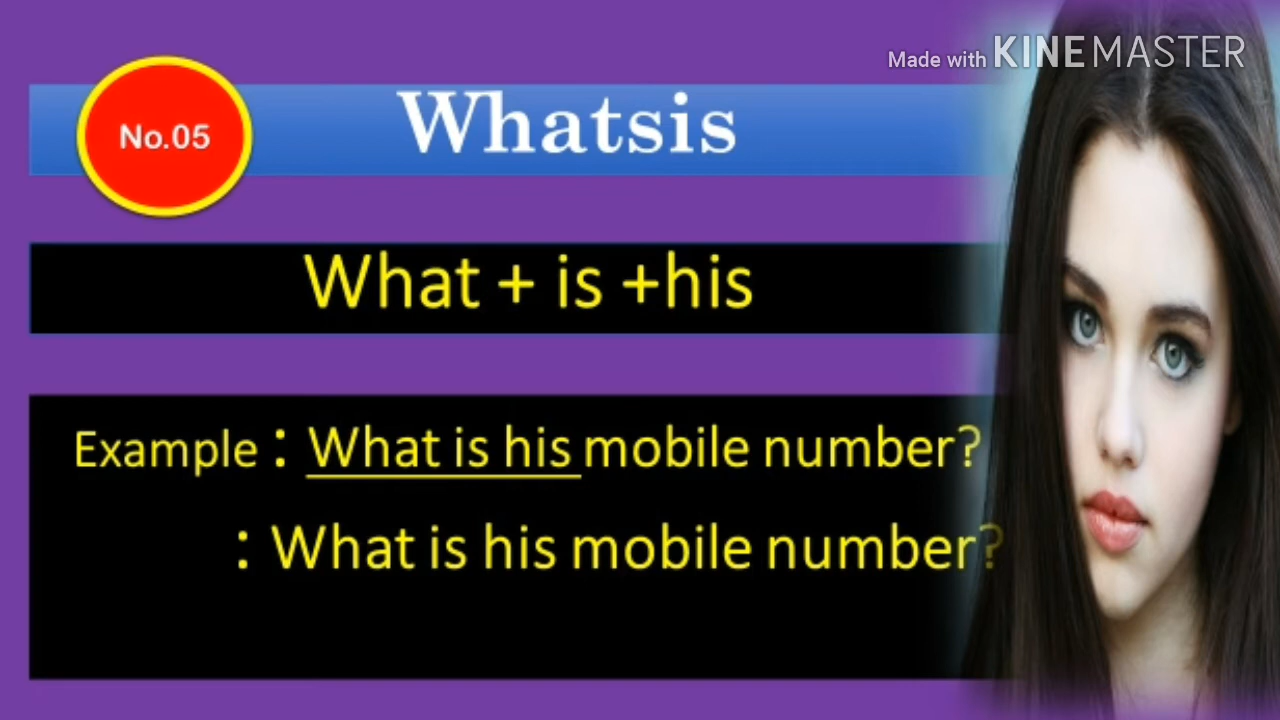 Made with KINEMASTER
No.05
Whatsis
What + is +his
Example : What is his mobile number?
: What is his mobile number?